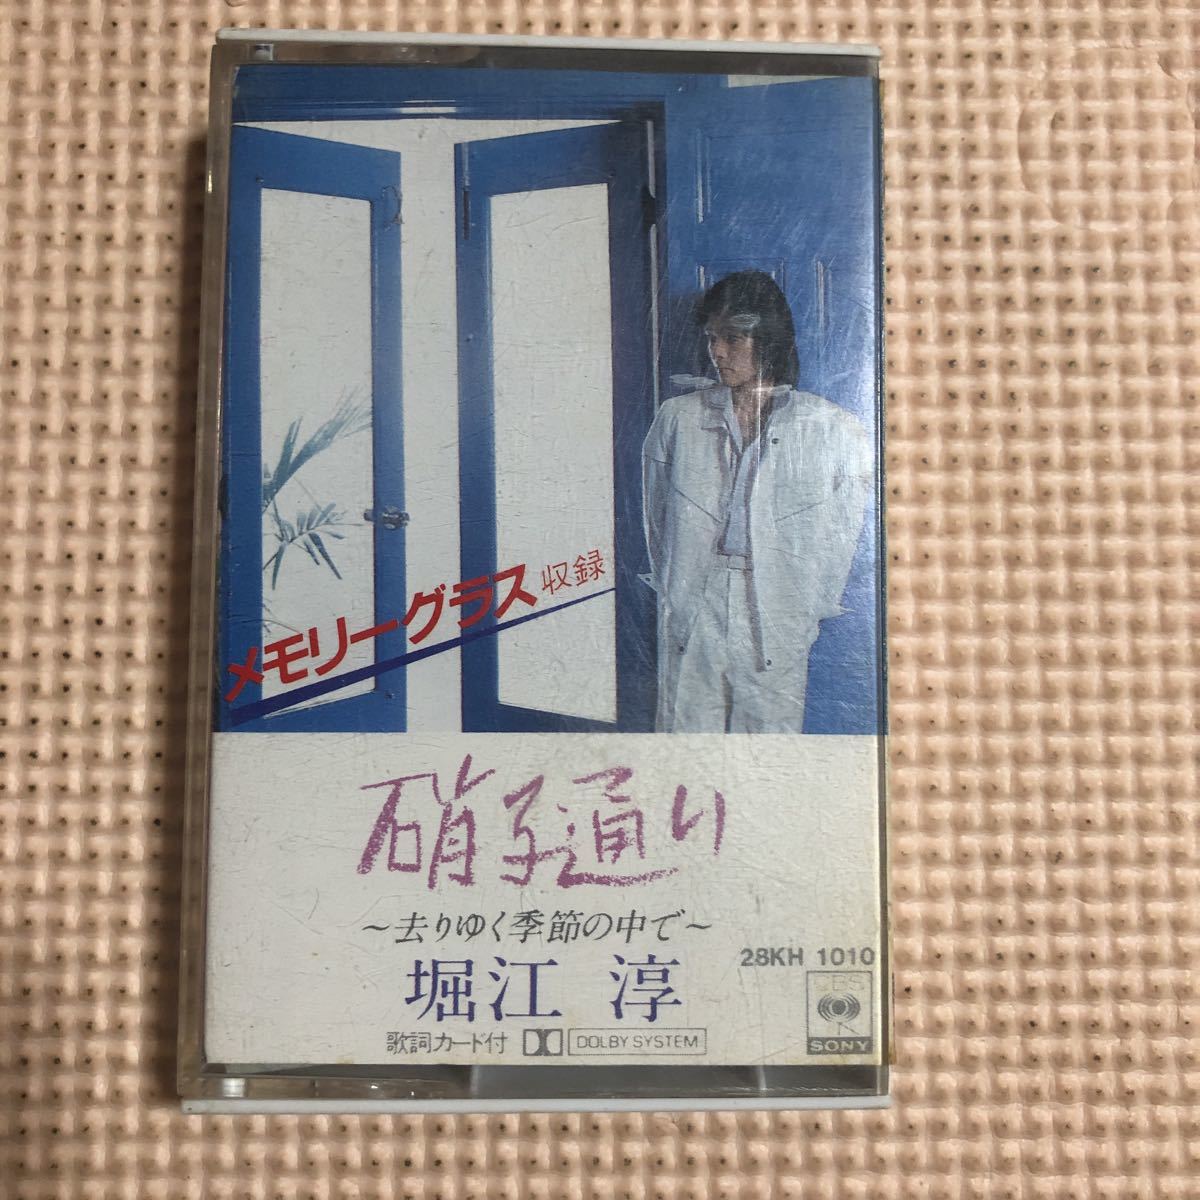 メモリーグラス収録
硝子通り
～去りゆく季節の中で～
28KH 1010
堀江 淳
CBS
SONY
歌詞カード付 DOLBY SYSTEM